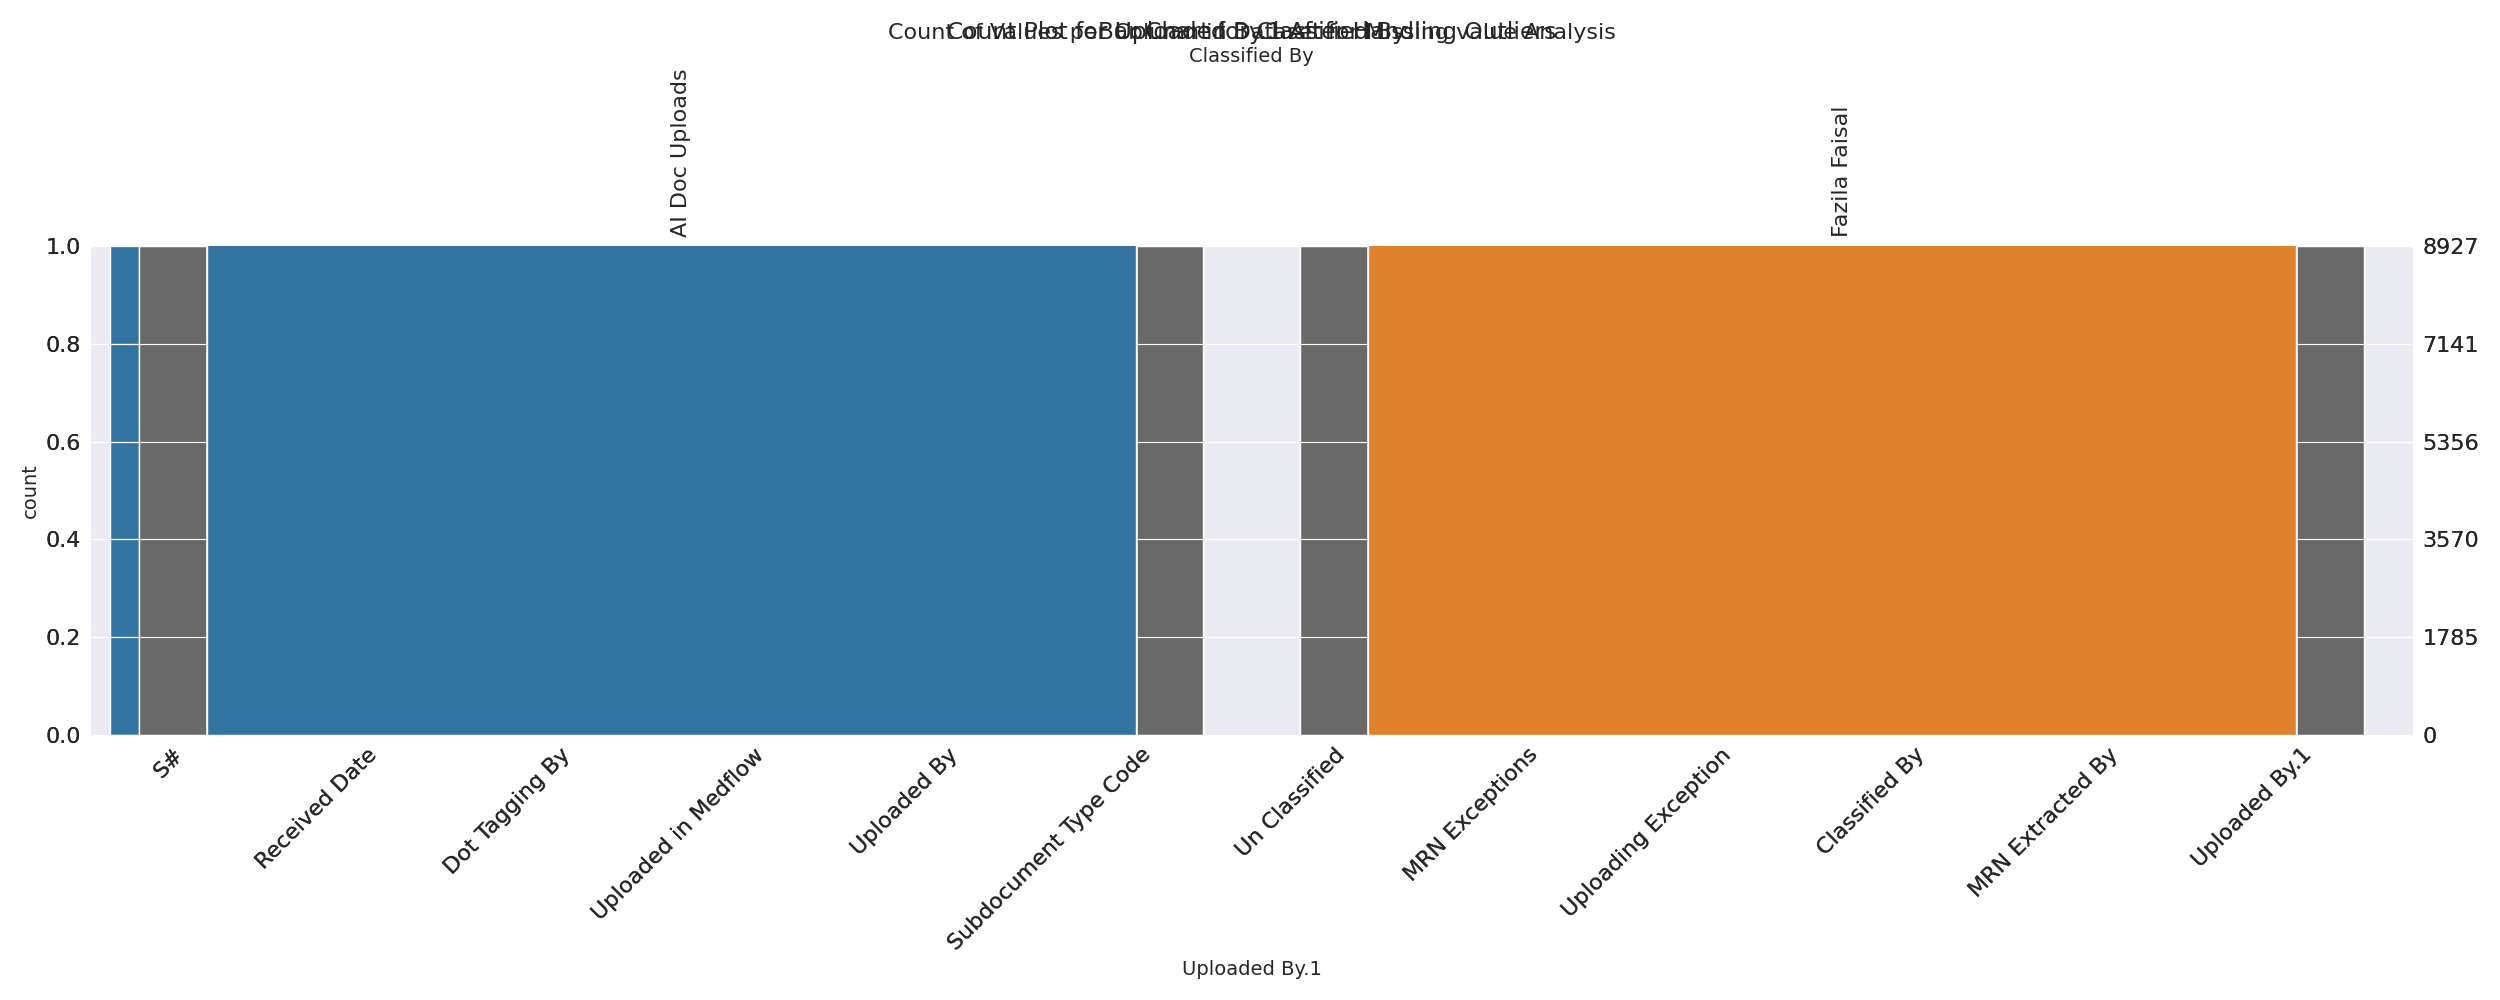 Classified By
AI Doc Uploads
Fazila Faisal
1.0
0.8
0.6
0.4
0.2
0.0
count
8927
7141
5356
3570
1785
0
S#
Received Date
Dot Tagging By
Uploaded in Medflow
Uploaded By
Subdocument Type Code
Un Classified
MRN Exceptions
Uploading Exception
Classified By
MRN Extracted By
Uploaded By.1
Uploaded By.1